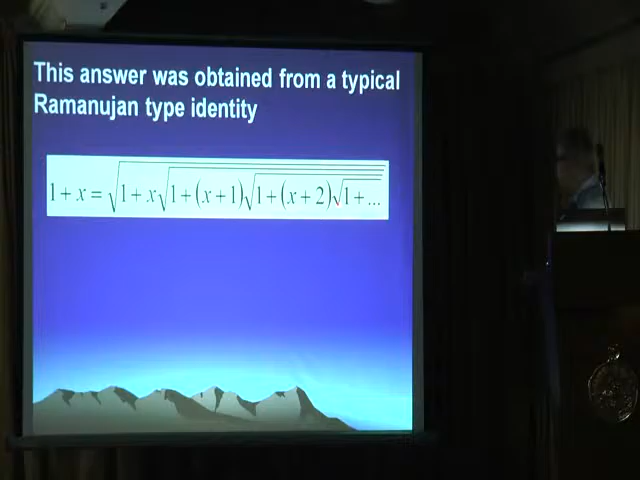 This answer was obtained from a typical
Ramanujan type identity
1+x=√1+x√1+(x+1)√1+(x+2)√1+...